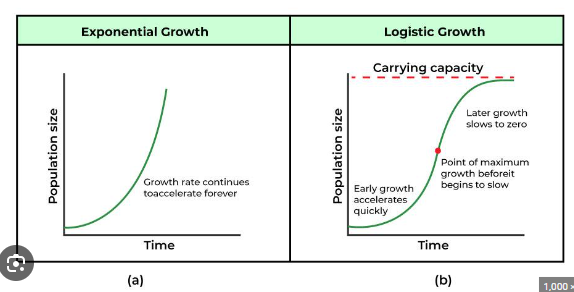 Exponential Growth
Logistic Growth
Population size
Growth rate continues
toaccelerate forever
Time
Carrying capacity
Population size
Later growth
slows to zero
Point of maximum
growth beforeit
begins to slow
Early growth
accelerates
quickly
Time
(a)
(b)
1,000 ×